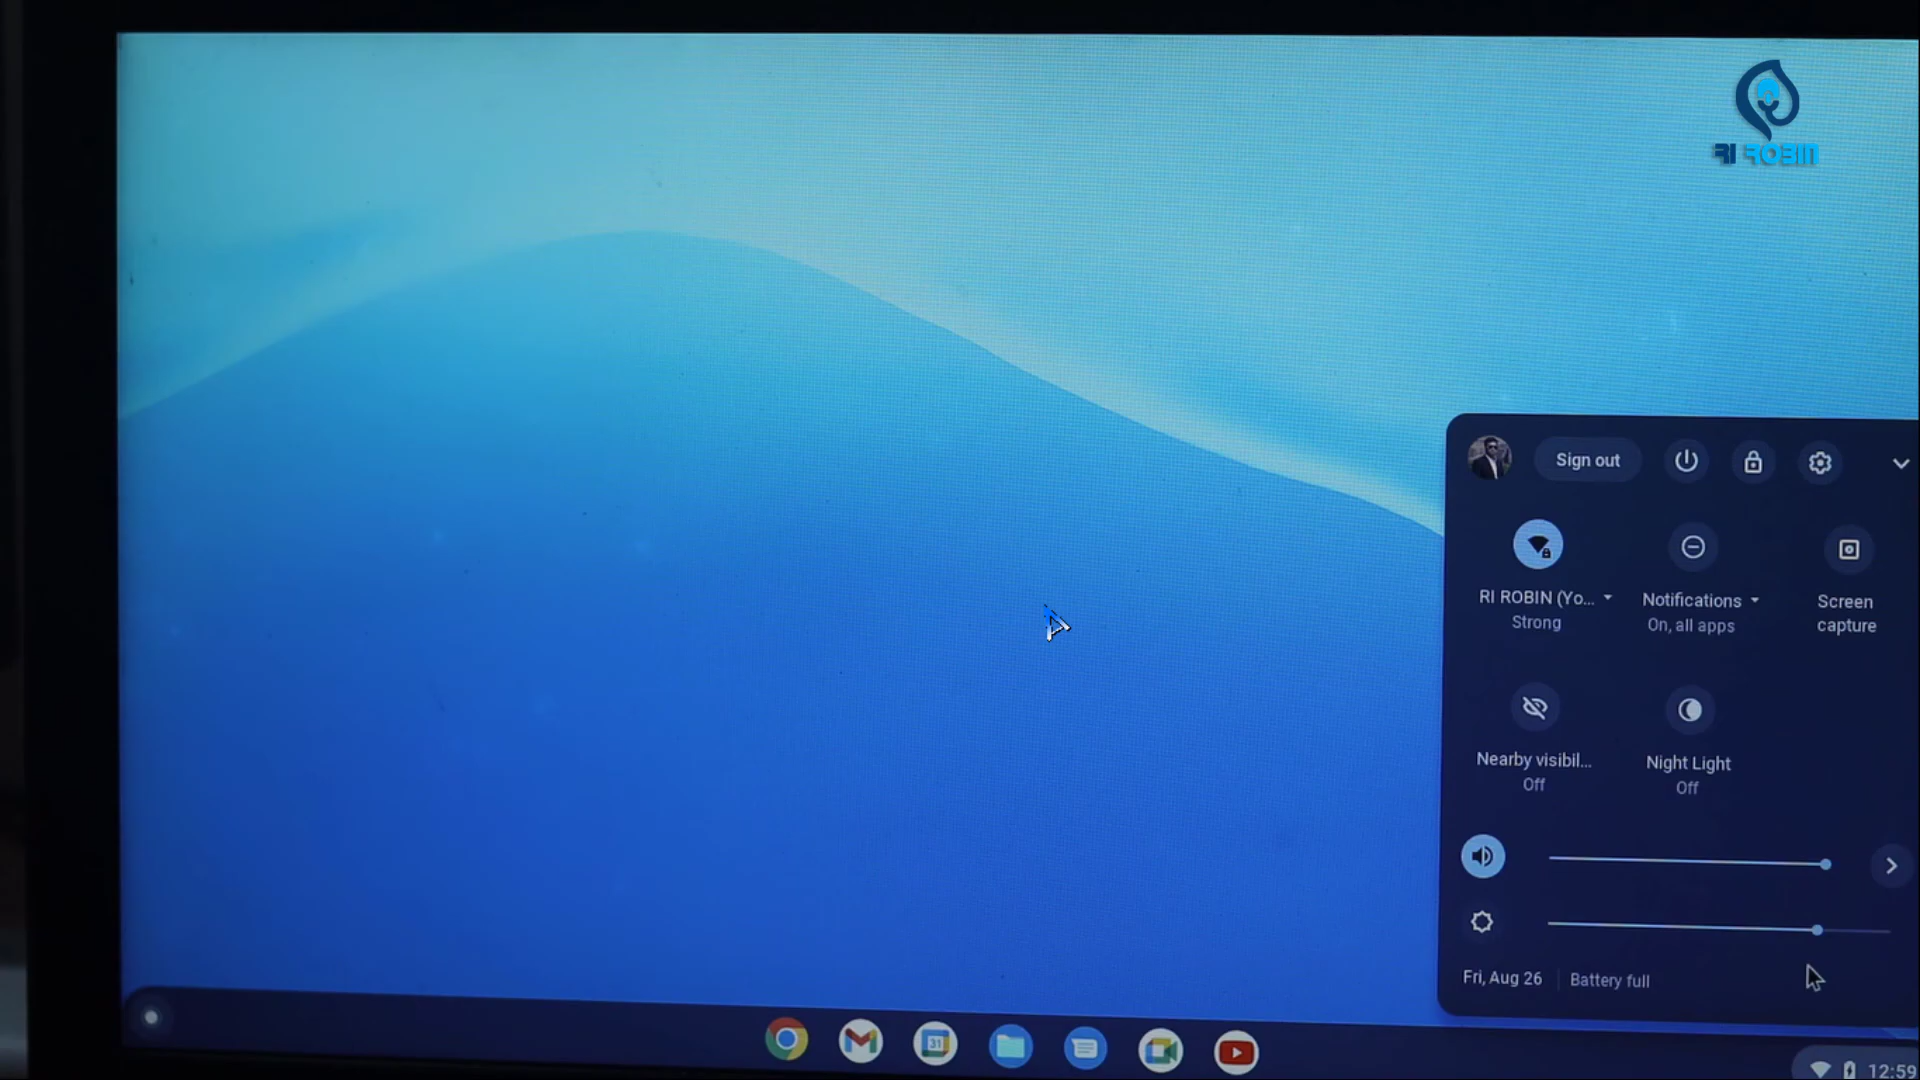 RI ROBIN
Sign out
RI ROBIN (Yo...
Strong
Notifications
On, all apps
Screen
capture
Nearby visibil...
Off
Night Light
Off
Fri, Aug 26
Battery full
31
12:59